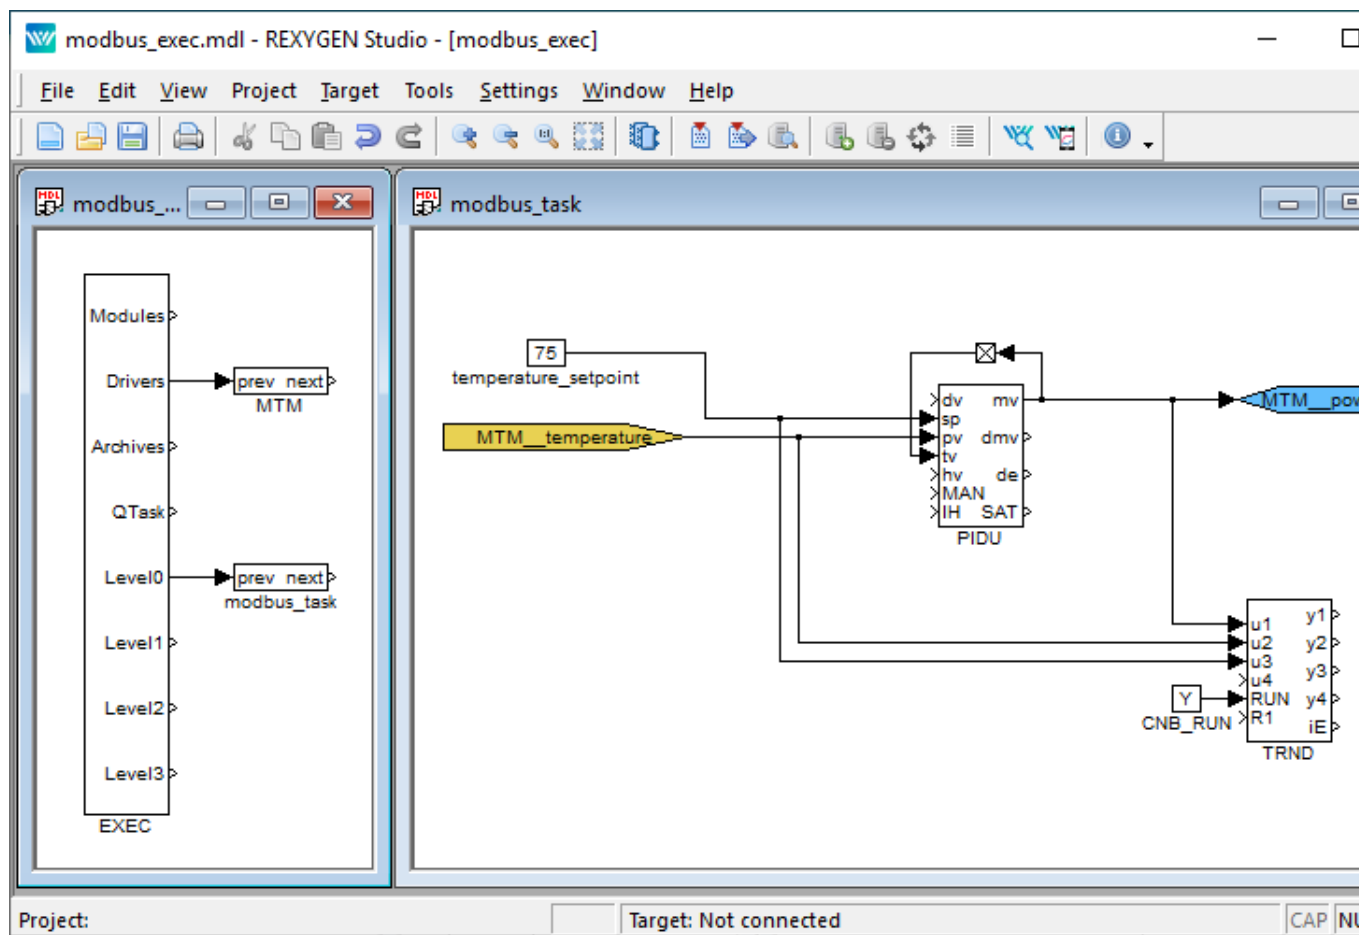 modbus_exec.mdl - REXYGEN Studio - [modbus_exec]
File Edit View Project Target Tools Settings Window Help
modbus_...
Modules
Drivers
prev next
MTM
Archives
QTask
Level0
prev next
modbus_task
Level1
Level2
Level3
EXEC
modbus_task
75
temperature_setpoint
MTM__temperature
dv mv
sp
pv dmv
tv
hv de
MAN
IH SAT
PIDU
MTM__pow
u1 y1
u2 y2
u3 y3
u4
RUN y4
R1 iE
TRND
Y
CNB_RUN
Project:
Target: Not connected
CAP